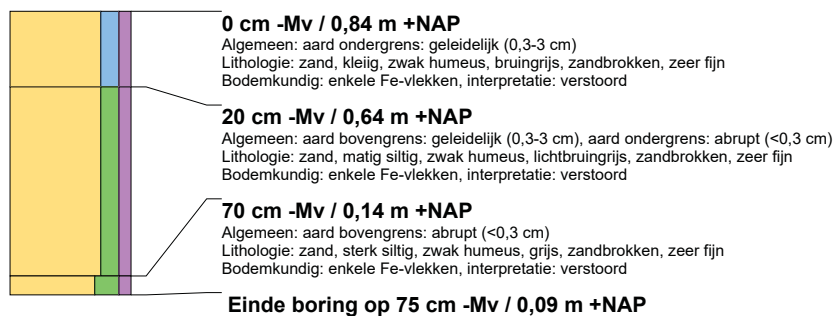 0 cm -Mv / 0,84 m +NAP
Algemeen: aard ondergrens: geleidelijk (0,3-3 cm)
Lithologie: zand, kleiig, zwak humeus, bruingrijs, zandbrokken, zeer fijn
Bodemkundig: enkele Fe-vlekken, interpretatie: verstoord
20 cm -Mv / 0,64 m +NAP
Algemeen: aard bovengrens: geleidelijk (0,3-3 cm), aard ondergrens: abrupt (<0,3 cm)
Lithologie: zand, matig siltig, zwak humeus, lichtbruingrijs, zandbrokken, zeer fijn
Bodemkundig: enkele Fe-vlekken, interpretatie: verstoord
70 cm -Mv / 0,14 m +NAP
Algemeen: aard bovengrens: abrupt (<0,3 cm)
Lithologie: zand, sterk siltig, zwak humeus, grijs, zandbrokken, zeer fijn
Bodemkundig: enkele Fe-vlekken, interpretatie: verstoord
Einde boring op 75 cm -Mv / 0,09 m +NAP